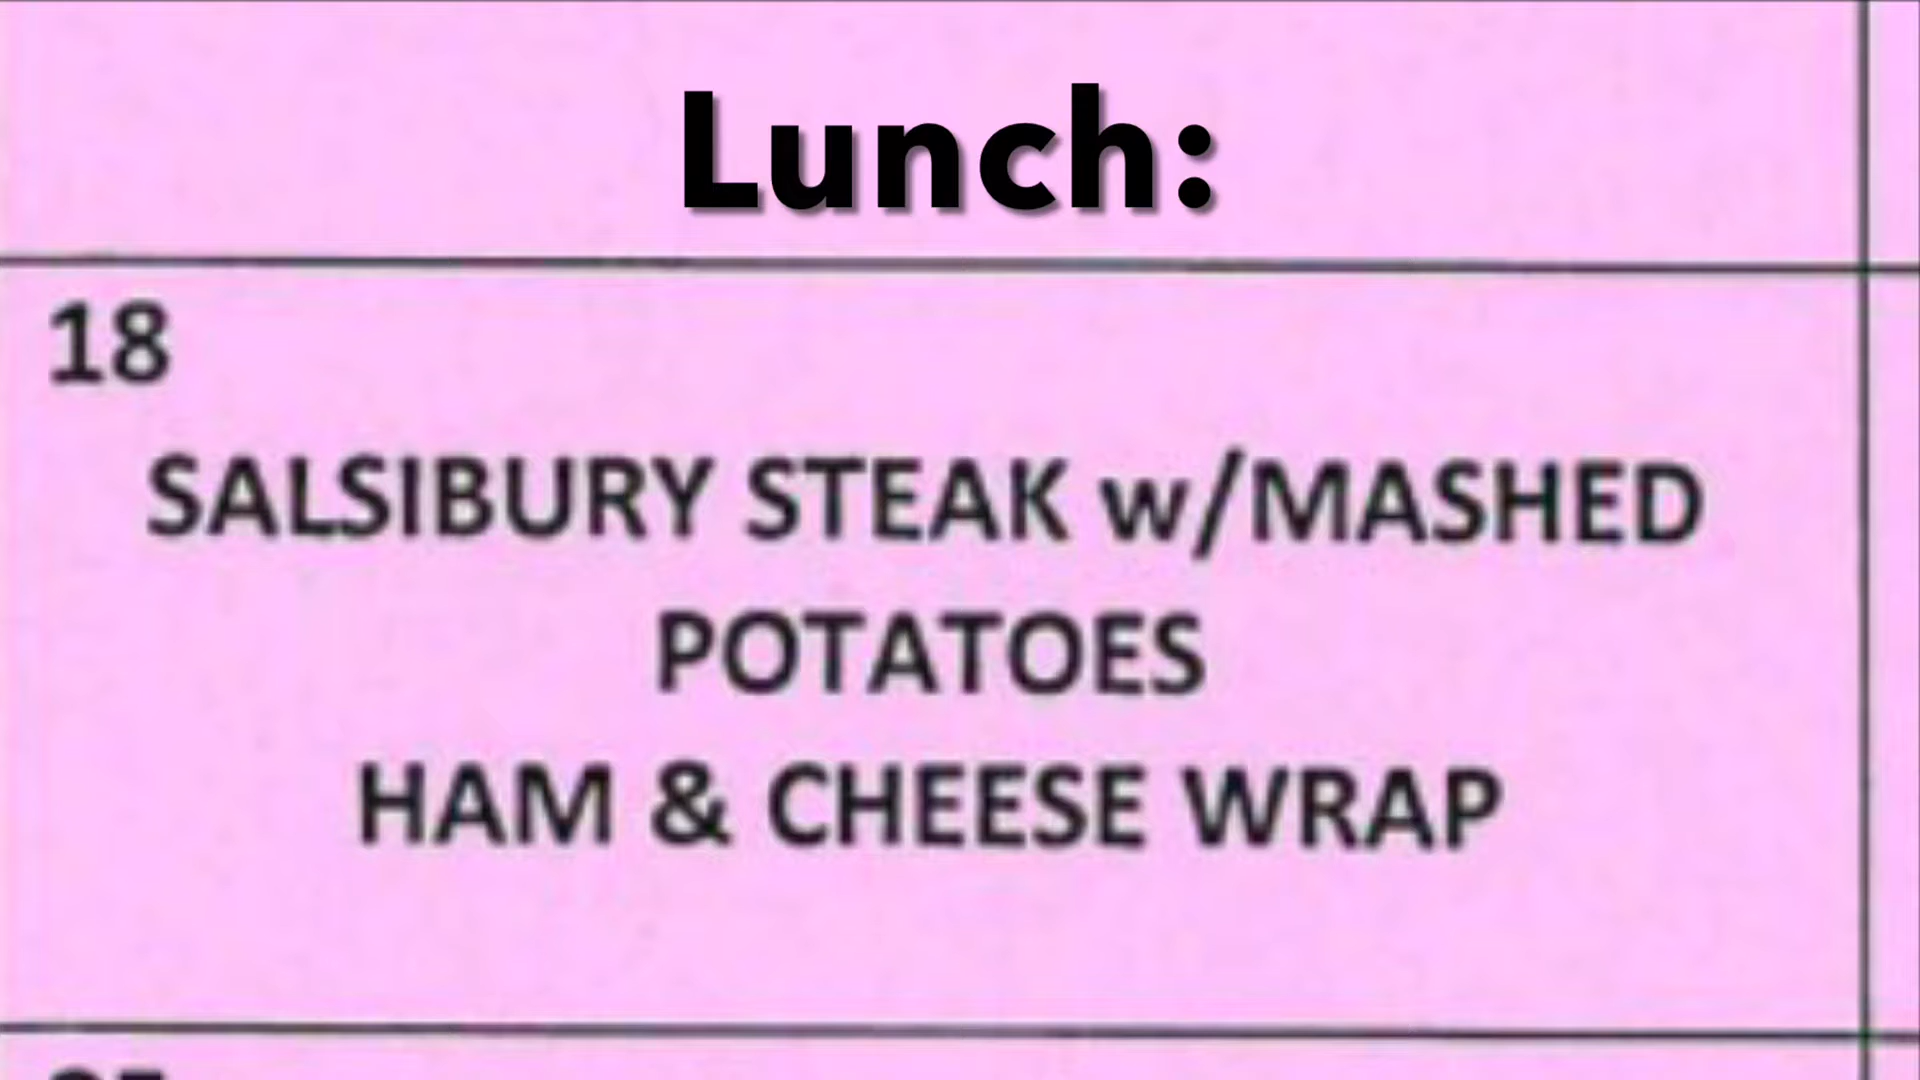 Lunch:
18
SALSIBURY STEAK w/MASHED
POTATOES
HAM & CHEESE WRAP